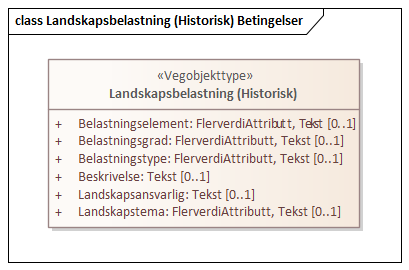 class Landskapsbelastning (Historisk) Betingelser
«Vegobjekttype»
Landskapsbelastning (Historisk)
+ Belastningselement: FlerverdiAttributt, Tekst [0..1]
+ Belastningsgrad: FlerverdiAttributt, Tekst [0..1]
+ Belastningstype: FlerverdiAttributt, Tekst [0..1]
+ Beskrivelse: Tekst [0..1]
+ Landskapsansvarlig: Tekst [0..1]
+ Landskapstema: FlerverdiAttributt, Tekst [0..1]